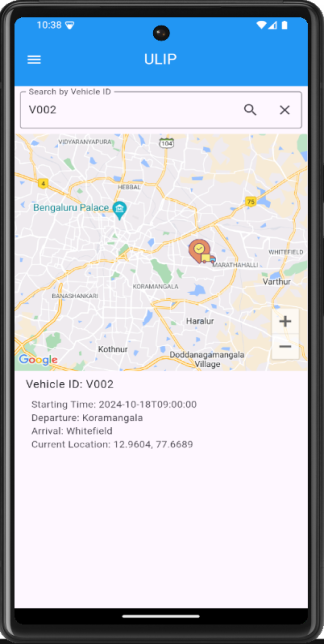 10:38
ULIP
Search by Vehicle ID
V002
VIDYARANYAPURA
104
HEBBAL
4
75
Bengaluru Palace
WHITEFIELD
MARATHAHALLI
Varthur
KORAMANGALA
BANASHANKARI
Haralur
+
Kothnur
Doddanagamangala
Village
−
Google
Vehicle ID: V002
Starting Time: 2024-10-18T09:00:00
Departure: Koramangala
Arrival: Whitefield
Current Location: 12.9604, 77.6689